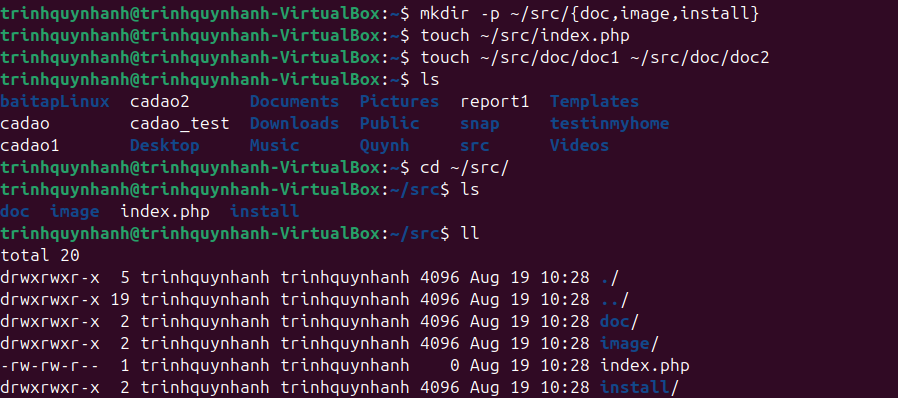 trinhquynhanh@trinhquynhanh-VirtualBox:~$ mkdir -p ~/src/{doc,image,install}
trinhquynhanh@trinhquynhanh-VirtualBox:~$ touch ~/src/index.php
trinhquynhanh@trinhquynhanh-VirtualBox:~$ touch ~/src/doc/doc1 ~/src/doc/doc2
trinhquynhanh@trinhquynhanh-VirtualBox:~$ ls
baitapLinux  cadao2      Documents  Pictures  report1  Templates
cadao        cadao_test  Downloads  Public    snap     testinmyhome
cadao1       Desktop     Music      Quynh     src      Videos
trinhquynhanh@trinhquynhanh-VirtualBox:~$ cd ~/src/
trinhquynhanh@trinhquynhanh-VirtualBox:~/src$ ls
doc  image  index.php  install
trinhquynhanh@trinhquynhanh-VirtualBox:~/src$ ll
total 20
drwxrwxr-x  5 trinhquynhanh trinhquynhanh 4096 Aug 19 10:28 ./
drwxrwxr-x 19 trinhquynhanh trinhquynhanh 4096 Aug 19 10:28 ../
drwxrwxr-x  2 trinhquynhanh trinhquynhanh 4096 Aug 19 10:28 doc/
drwxrwxr-x  2 trinhquynhanh trinhquynhanh 4096 Aug 19 10:28 image/
-rw-rw-r--  1 trinhquynhanh trinhquynhanh    0 Aug 19 10:28 index.php
drwxrwxr-x  2 trinhquynhanh trinhquynhanh 4096 Aug 19 10:28 install/